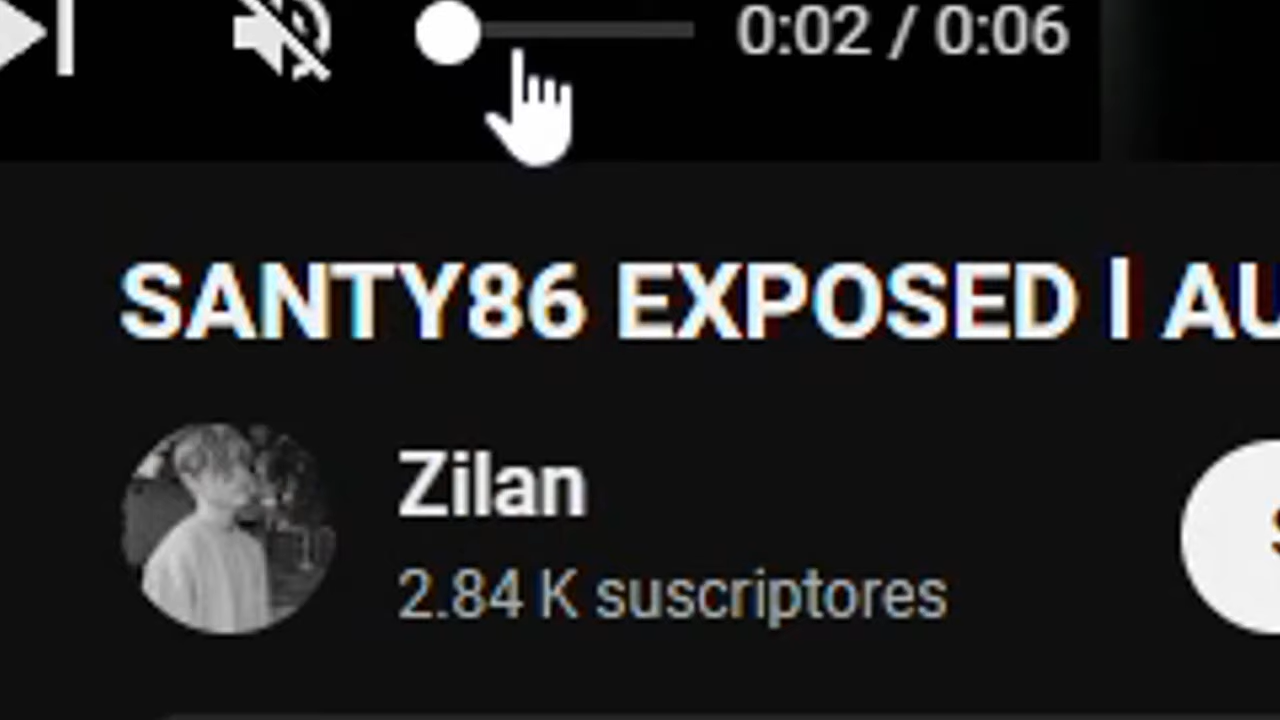 0:02 / 0:06
SANTY86 EXPOSED | AU
Zilan
2.84 K suscriptores
S